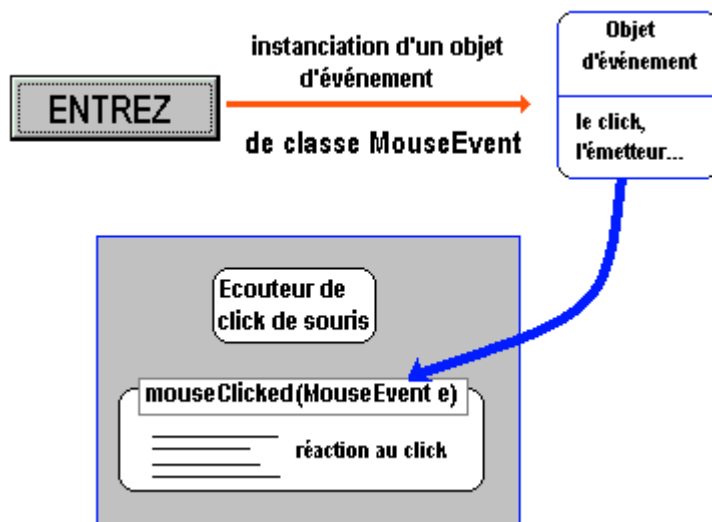 instanciation d'un objet
d'événement
ENTREZ
de classe MouseEvent
Objet
d'événement
le click,
l'émetteur...
Ecouteur de
click de souris
mouseClicked(MouseEvent e)
réaction au click